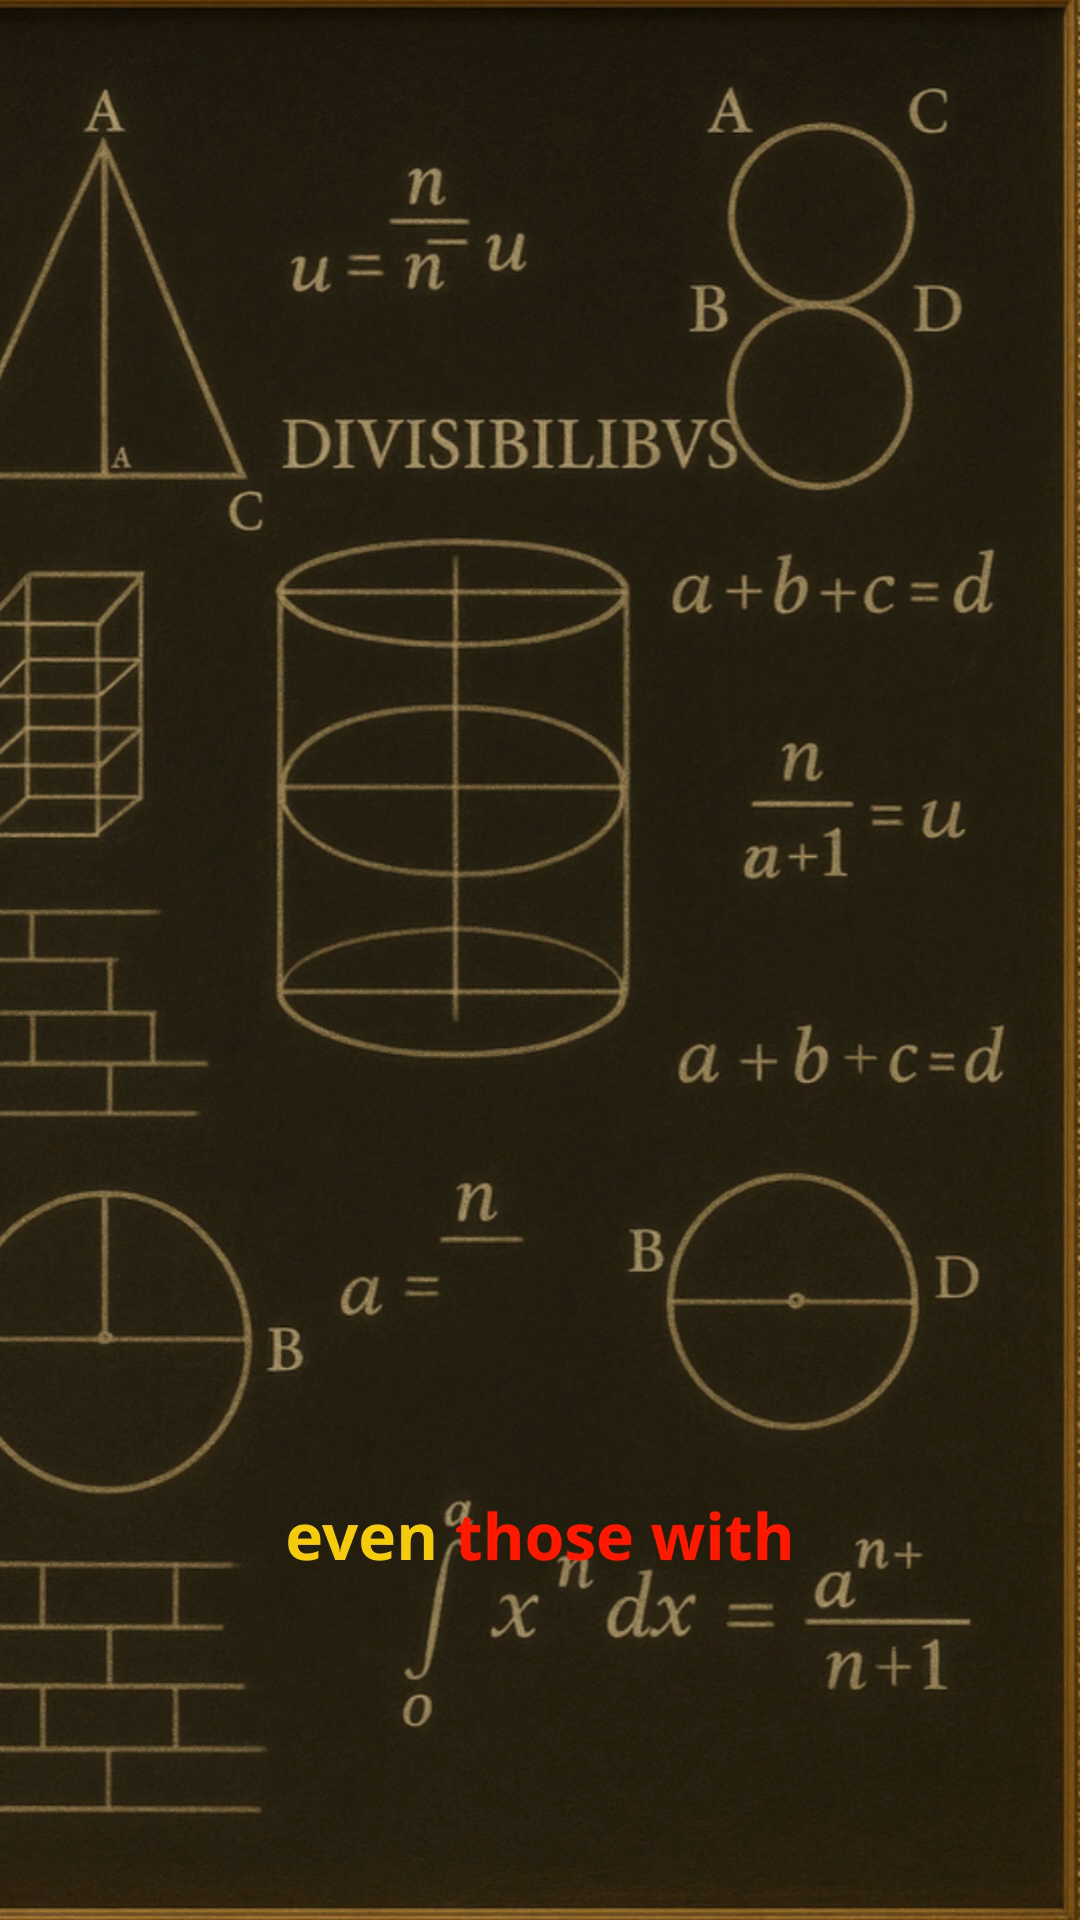 A
A
C
n
u = n̄ u
A C
B D
DIVISIBILIBVS
a + b + c = d
n
a+1 = u
a + b + c = d
n
a =
B
B D
even those with
a
∫ x n dx = a n+
n+1
o